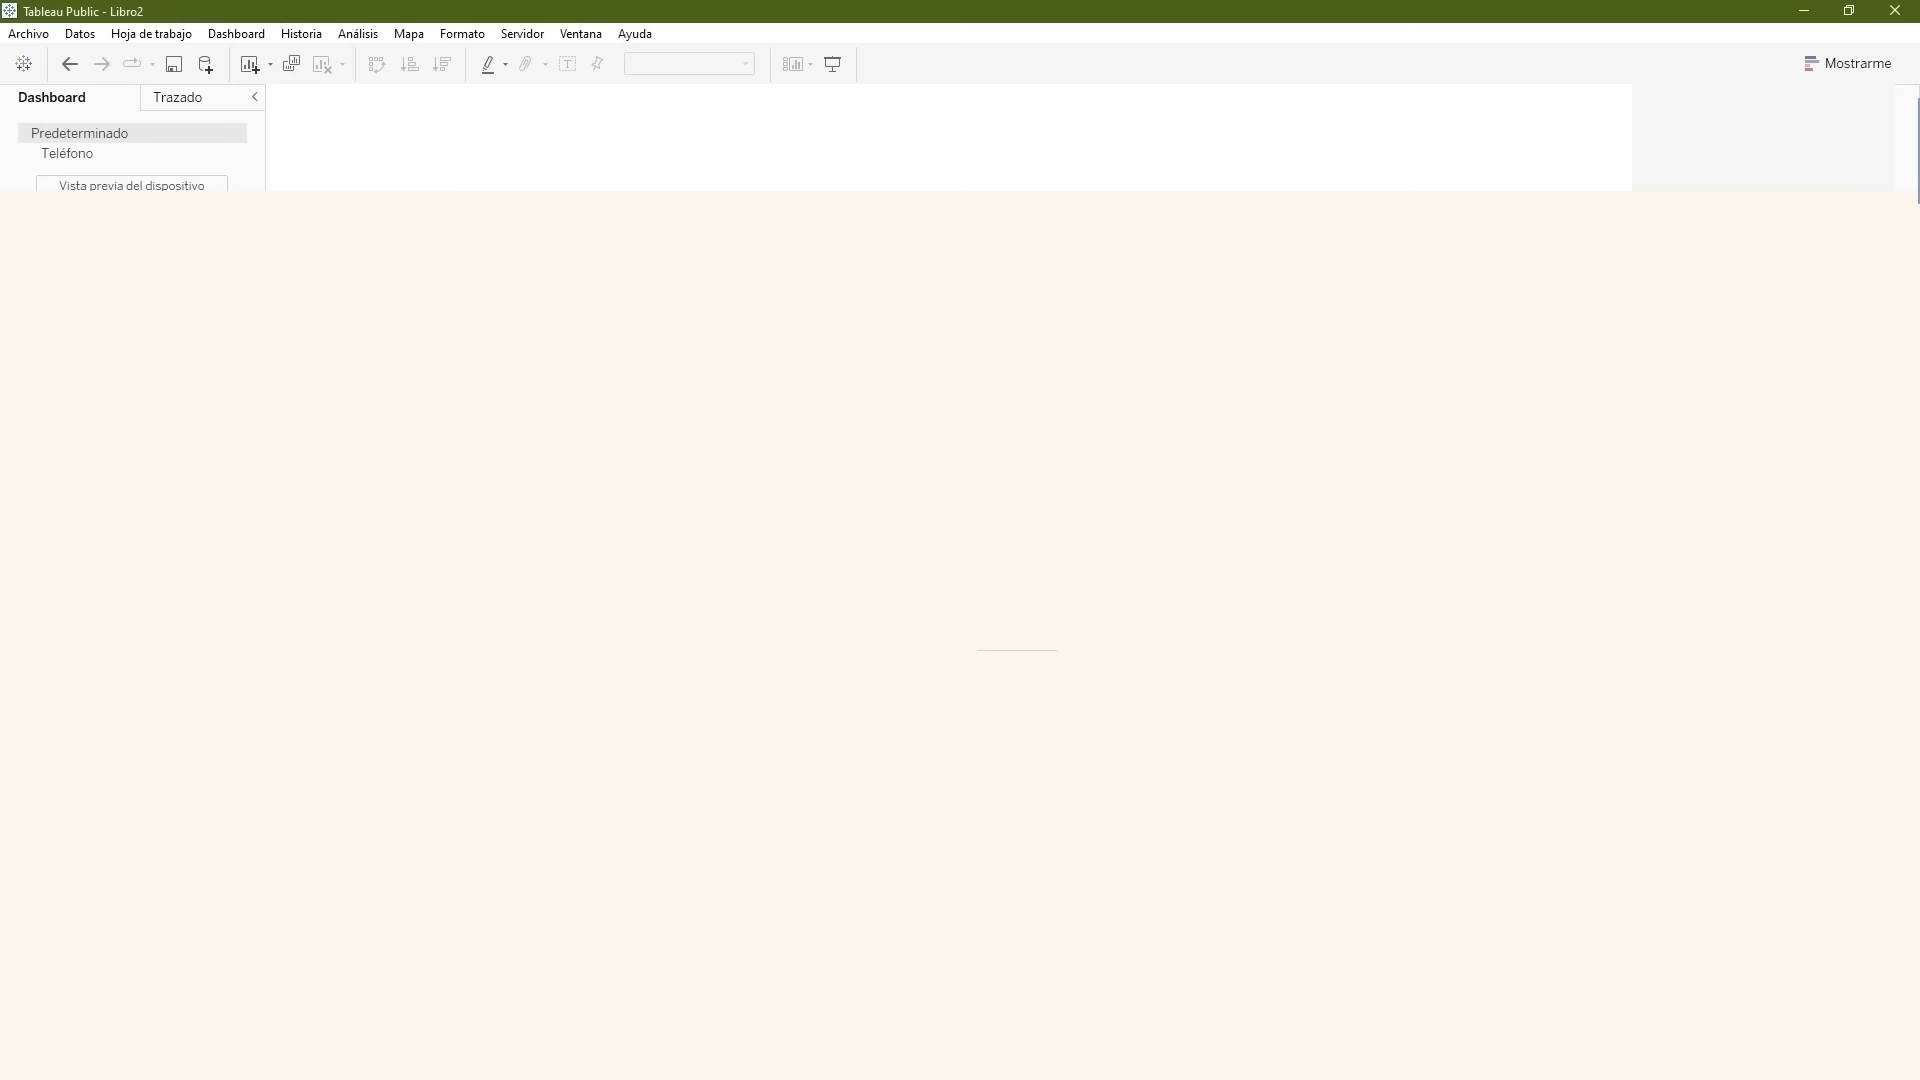 Tableau Public - Libro2
Archivo Datos Hoja de trabajo Dashboard Historia Análisis Mapa Formato Servidor Ventana Ayuda
Mostrarme
Dashboard Trazado
Predeterminado
Teléfono
Vista previa del dispositivo